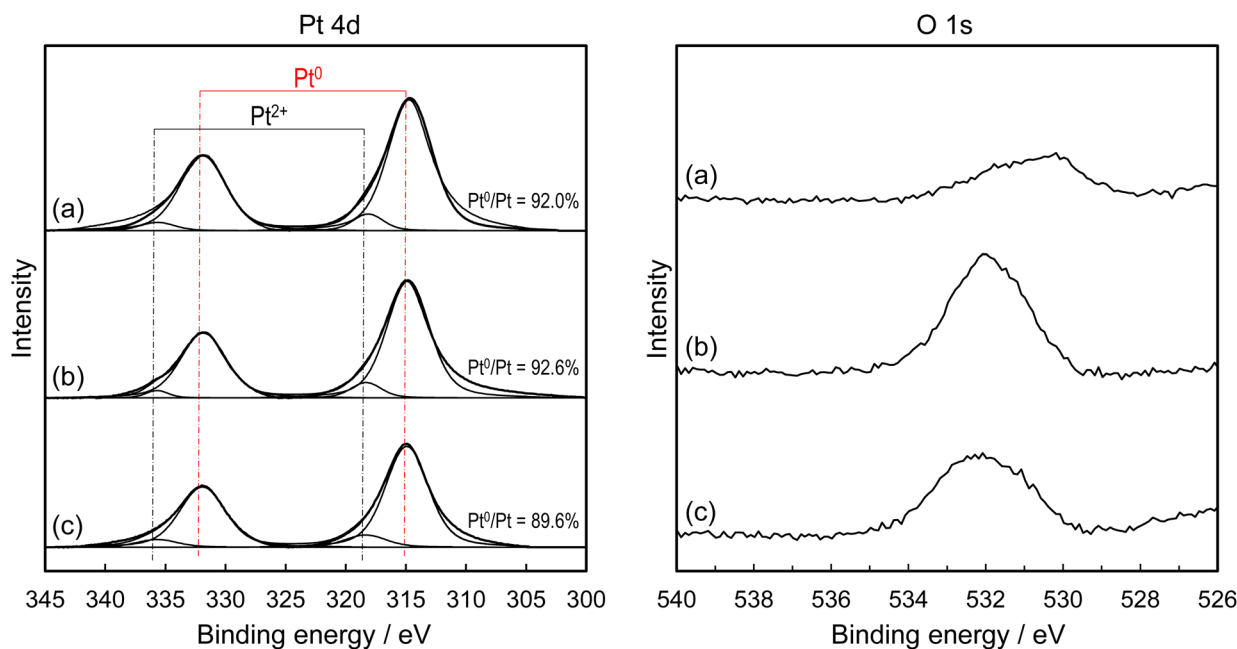 Pt 4d
Pt⁰
Pt²⁺
(a)
Pt⁰/Pt = 92.0%
(b)
Pt⁰/Pt = 92.6%
(c)
Pt⁰/Pt = 89.6%
Intensity
345 340 335 330 325 320 315 310 305 300
Binding energy / eV
O 1s
(a)
(b)
(c)
Intensity
540 538 536 534 532 530 528 526
Binding energy / eV